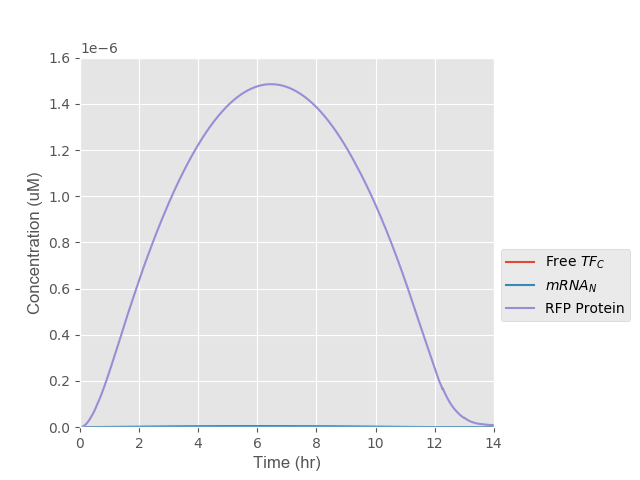 1e−6
1.6
1.4
1.2
1.0
0.8
0.6
0.4
0.2
0.0
Concentration (uM)
0 2 4 6 8 10 12 14
Time (hr)
Free TF_C
mRNA_N
RFP Protein